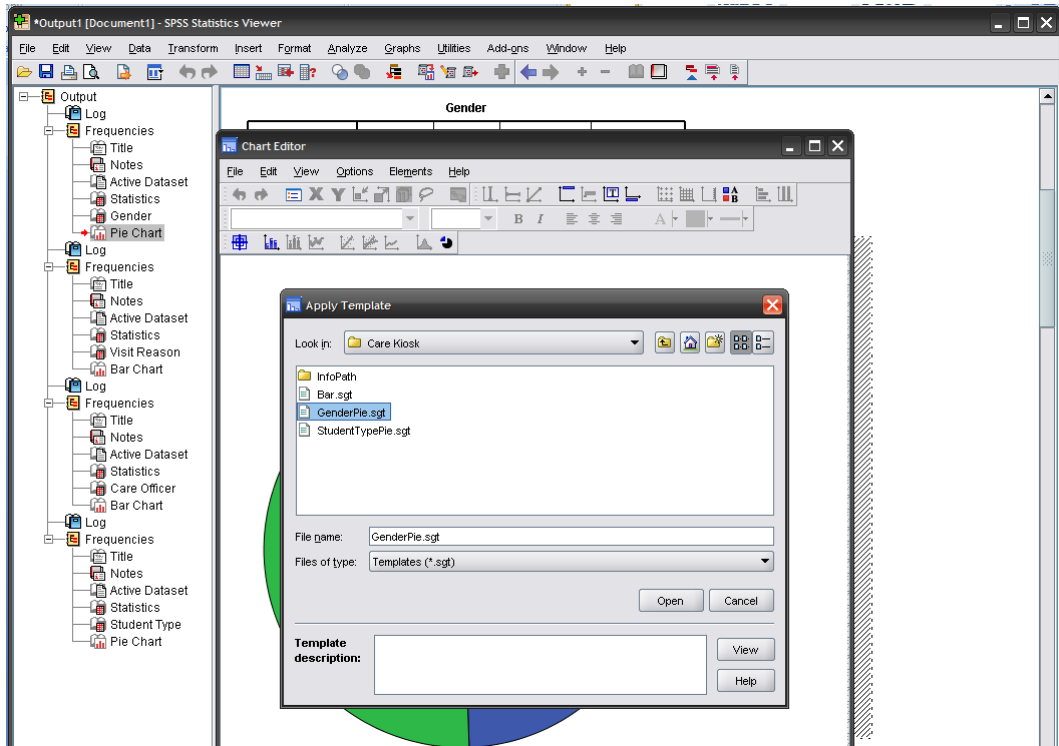 *Output1 [Document1] - SPSS Statistics Viewer
File Edit View Data Transform Insert Format Analyze Graphs Utilities Add-ons Window Help
Output
Log
Frequencies
Title
Notes
Active Dataset
Statistics
Gender
Pie Chart
Log
Frequencies
Title
Notes
Active Dataset
Statistics
Visit Reason
Bar Chart
Log
Frequencies
Title
Notes
Active Dataset
Statistics
Care Officer
Bar Chart
Log
Frequencies
Title
Notes
Active Dataset
Statistics
Student Type
Pie Chart
Gender
Chart Editor
File Edit View Options Elements Help
X Y
B I A
Apply Template
Look in: Care Kiosk
InfoPath
Bar.sgt
GenderPie.sgt
StudentTypePie.sgt
File name: GenderPie.sgt
Files of type: Templates (*.sgt)
Open Cancel
Template
description:
View
Help